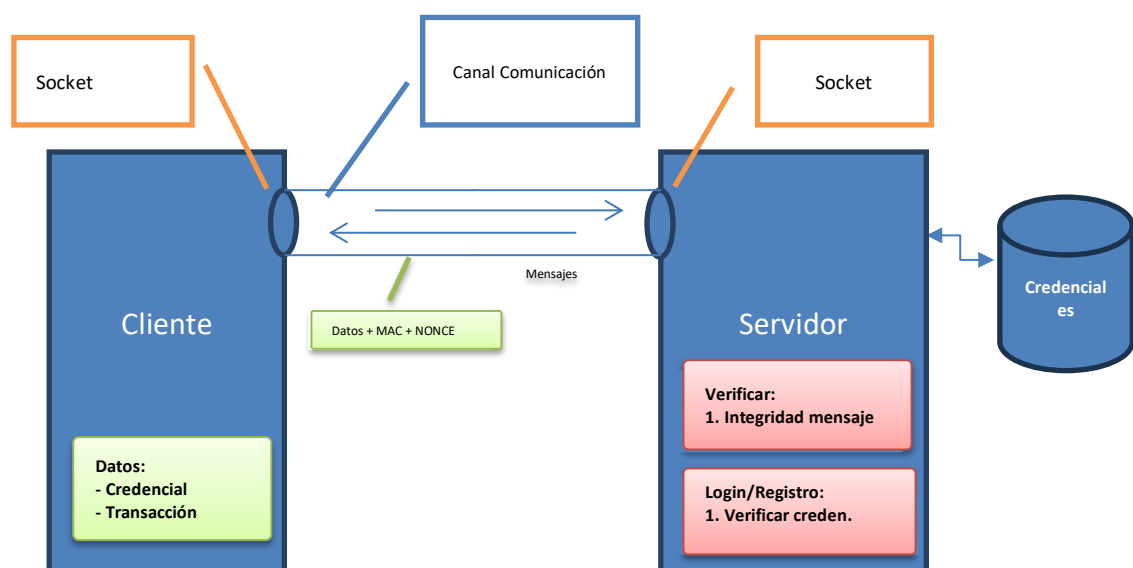 Socket
Canal Comunicación
Socket
Mensajes
Datos + MAC + NONCE
Cliente
Servidor
Credencial
es
Verificar:
1. Integridad mensaje
Datos:
- Credencial
- Transacción
Login/Registro:
1. Verificar creden.